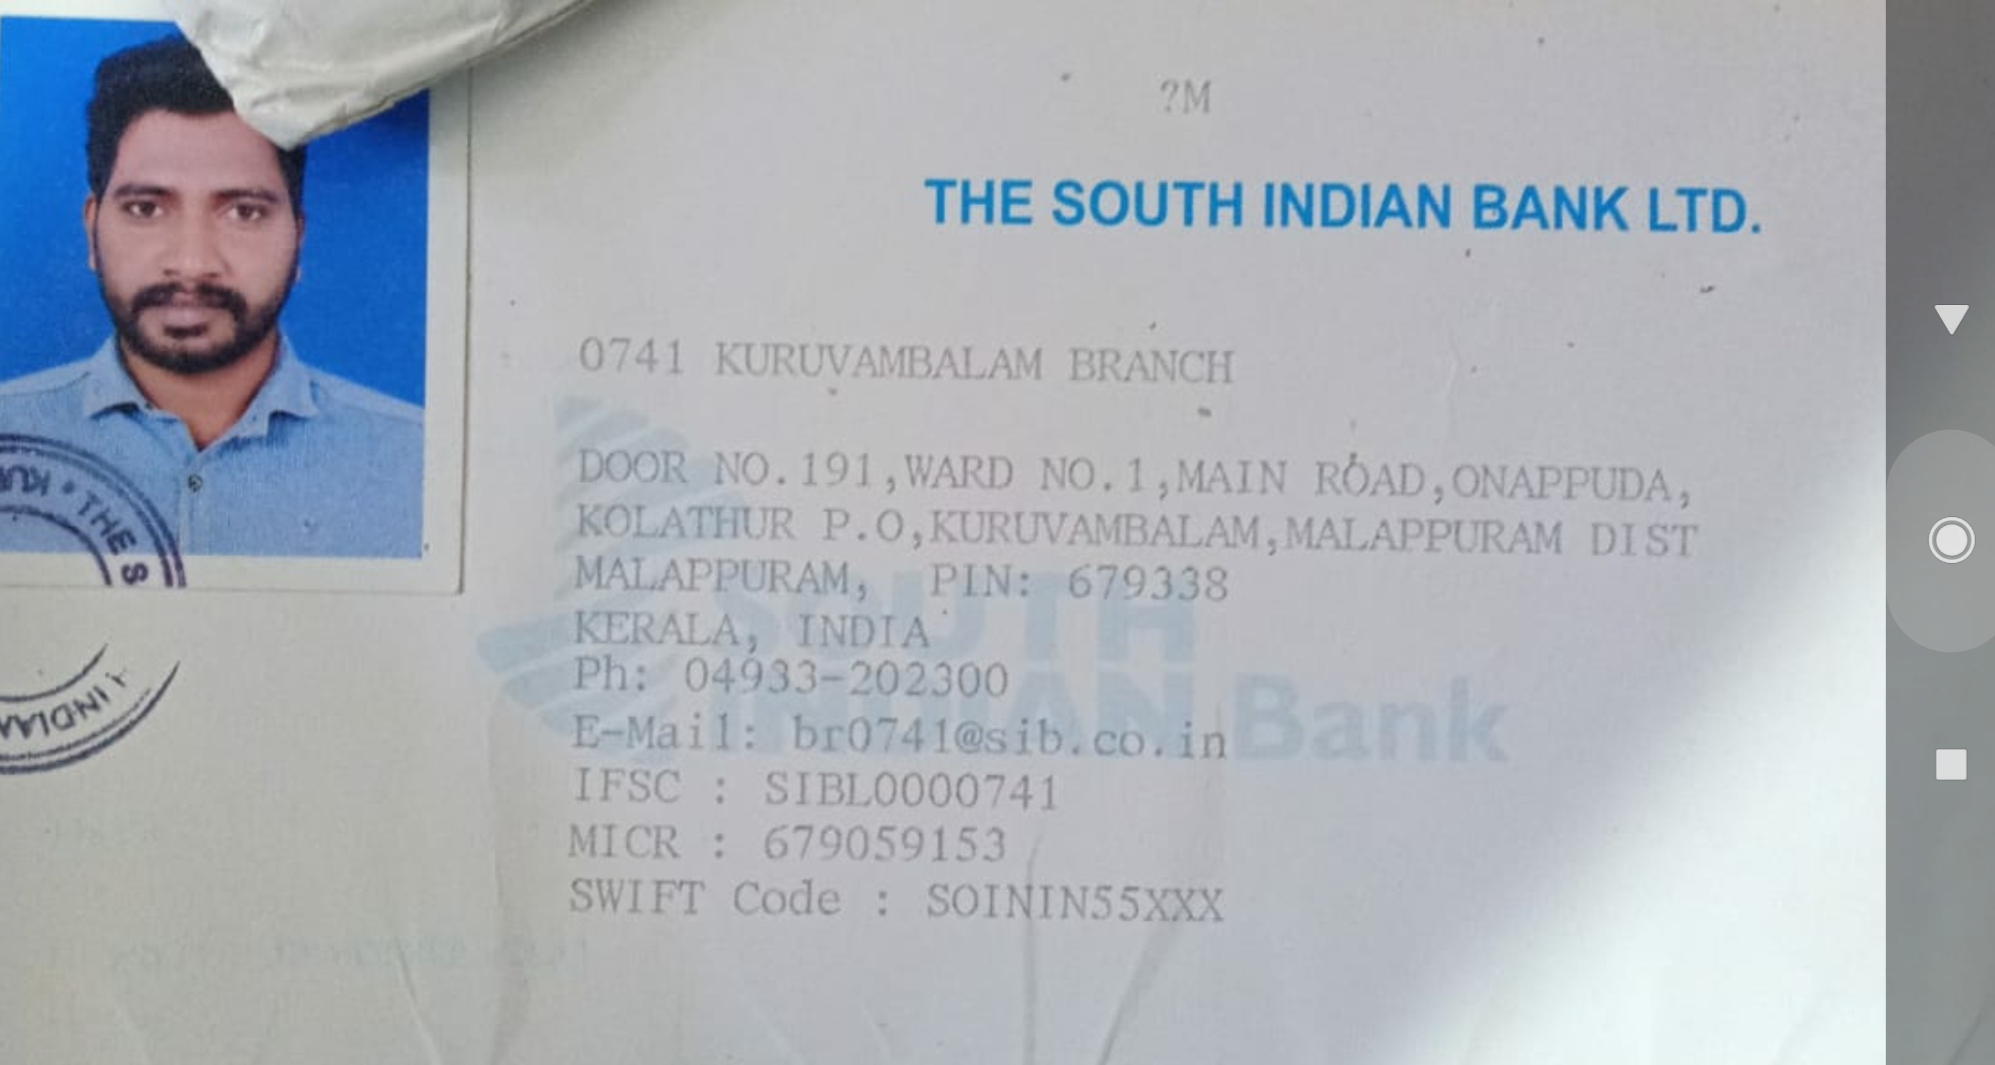 ?M
THE SOUTH INDIAN BANK LTD.
0741 KURUVAMBALAM BRANCH
DOOR NO.191,WARD NO.1,MAIN ROAD,ONAPPUDA,
KOLATHUR P.O,KURUVAMBALAM,MALAPPURAM DIST
MALAPPURAM, PIN: 679338
KERALA, INDIA
Ph: 04933-202300
E-Mail: br0741@sib.co.in
IFSC : SIBL0000741
MICR : 679059153
SWIFT Code : SOININ55XXX
SOUTH
INDIAN Bank
THE S
INDIAN